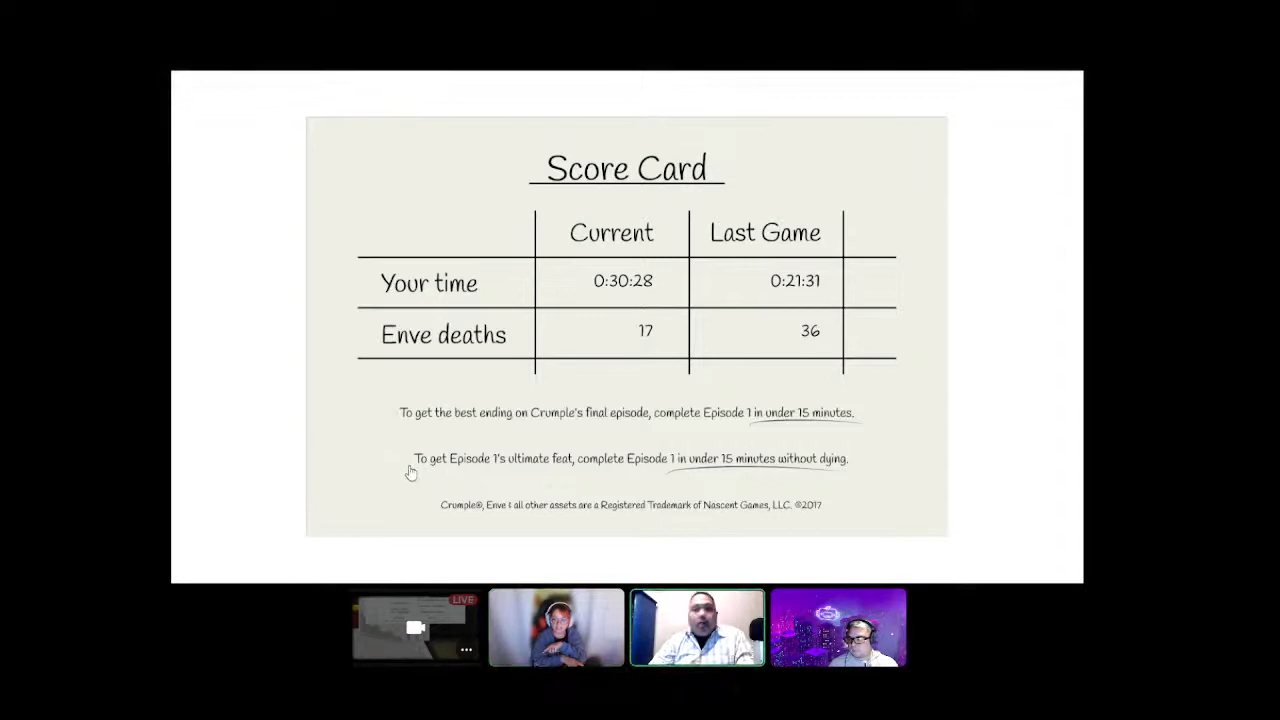 Score Card
Current Last Game
Your time 0:30:28 0:21:31
Enve deaths 17 36
To get the best ending on Crumple's final episode, complete Episode 1 in under 15 minutes.
To get Episode 1's ultimate feat, complete Episode 1 in under 15 minutes without dying.
Crumple®, Enve & all other assets are a Registered Trademark of Nascent Games, LLC. ©2017
LIVE